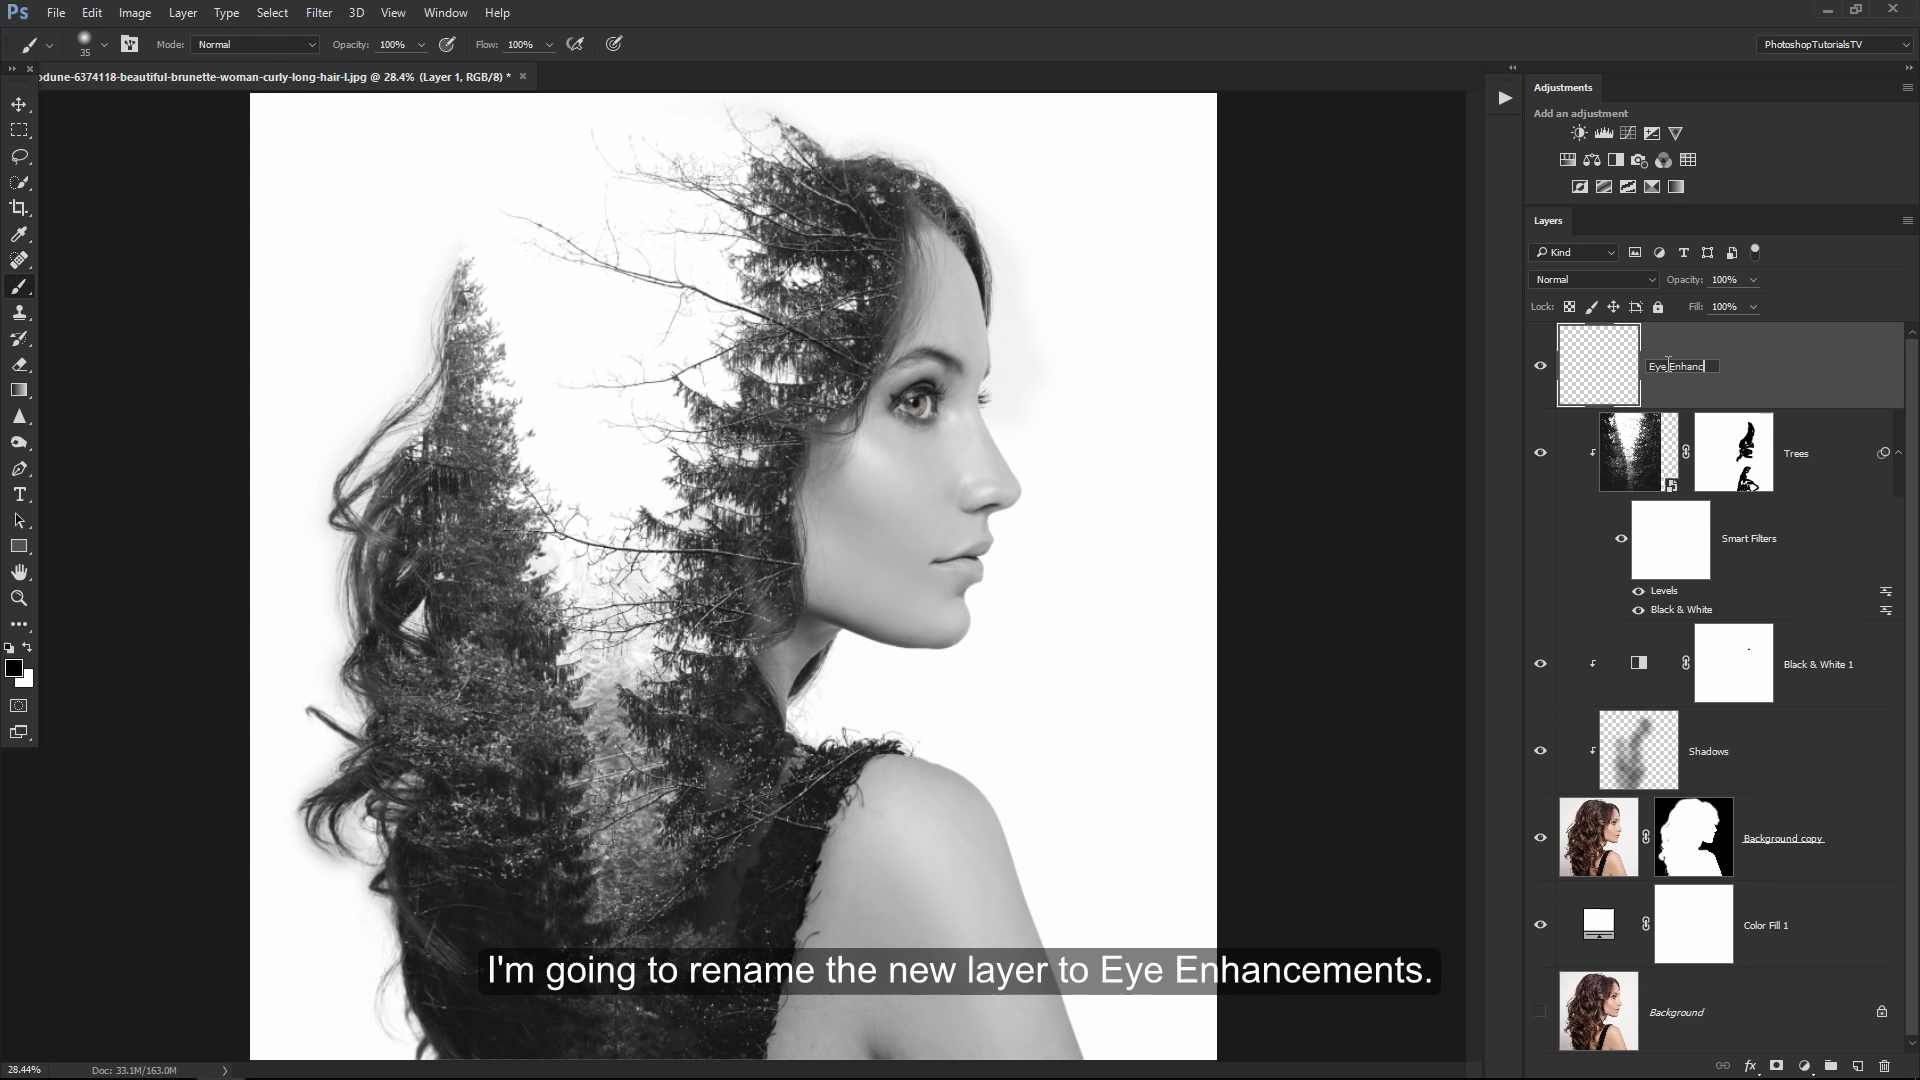 Ps File Edit Image Layer Type Select Filter 3D View Window Help
35 Mode: Normal Opacity: 100% Flow: 100% PhotoshopTutorialsTV
odune-6374118-beautiful-brunette-woman-curly-long-hair-l.jpg @ 28.4% (Layer 1, RGB/8) *
Adjustments
Add an adjustment
Layers
Kind
Normal Opacity: 100%
Lock: Fill: 100%
Eye Enhanc
Trees
Smart Filters
Levels
Black & White
Black & White 1
Shadows
Background copy
Color Fill 1
Background
I'm going to rename the new layer to Eye Enhancements.
28.44% Doc: 33.1M/163.0M
fx